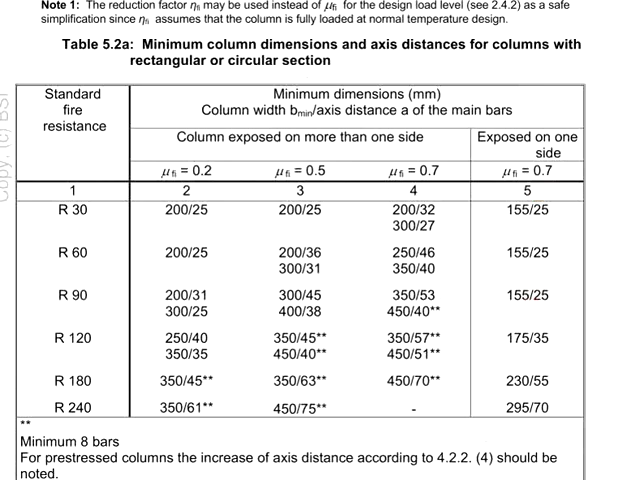 Note 1: The reduction factor ηfi may be used instead of μfi for the design load level (see 2.4.2) as a safe
simplification since ηfi assumes that the column is fully loaded at normal temperature design.
Table 5.2a: Minimum column dimensions and axis distances for columns with
rectangular or circular section
Standard fire resistance | Minimum dimensions (mm)
Column width bmin/axis distance a of the main bars
Column exposed on more than one side | Exposed on one side
μfi = 0.2 | μfi = 0.5 | μfi = 0.7 | μfi = 0.7
1 | 2 | 3 | 4 | 5
R 30 | 200/25 | 200/25 | 200/32 | 155/25
300/27
R 60 | 200/25 | 200/36 | 250/46 | 155/25
300/31 | 350/40
R 90 | 200/31 | 300/45 | 350/53 | 155/25
300/25 | 400/38 | 450/40**
R 120 | 250/40 | 350/45** | 350/57** | 175/35
350/35 | 450/40** | 450/51**
R 180 | 350/45** | 350/63** | 450/70** | 230/55
R 240 | 350/61** | 450/75** | - | 295/70
**
Minimum 8 bars
For prestressed columns the increase of axis distance according to 4.2.2. (4) should be
noted.
Copy, (c) BSI